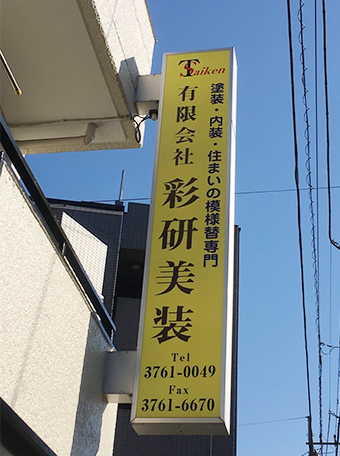 TSaiken
塗装・内装・住まいの模様替専門
有限会社
彩研美装
Tel
3761-0049
Fax
3761-6670